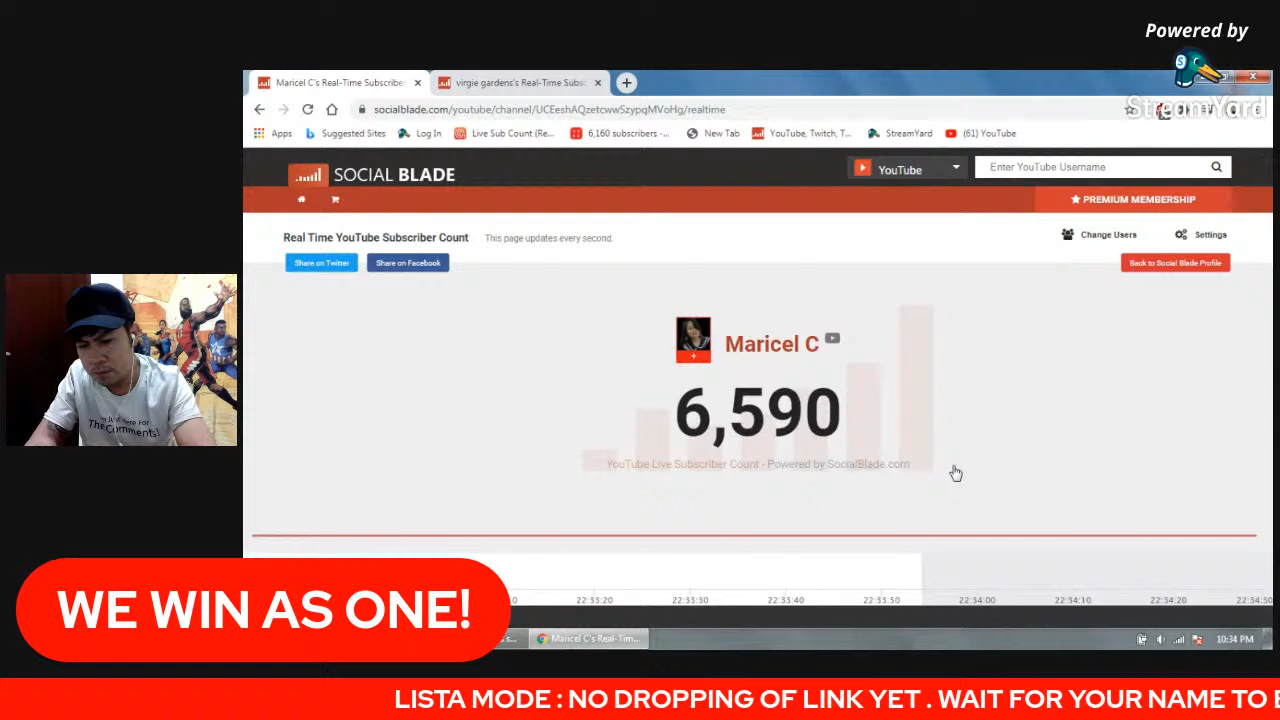 Powered by
StreamYard
Maricel C's Real-Time Subscribe
virgie gardens's Real-Time Subs
socialblade.com/youtube/channel/UCEeshAQzetcwwSzypqMVoHg/realtime
Apps
Suggested Sites
Log In
Live Sub Count (Re...
6,160 subscribers -...
New Tab
YouTube, Twitch, T...
StreamYard
(61) YouTube
SOCIAL BLADE
YouTube
Enter YouTube Username
PREMIUM MEMBERSHIP
Real Time YouTube Subscriber Count
This page updates every second.
Change Users
Settings
Share on Twitter
Share on Facebook
Back to Social Blade Profile
Maricel C
6,590
YouTube Live Subscriber Count - Powered by SocialBlade.com
I'm Just Here For
The Comments!
22:33:20
22:33:30
22:33:40
22:33:50
22:34:00
22:34:10
22:34:20
22:34:30
WE WIN AS ONE!
Maricel C's Real-Tim...
10:34 PM
LISTA MODE : NO DROPPING OF LINK YET . WAIT FOR YOUR NAME TO